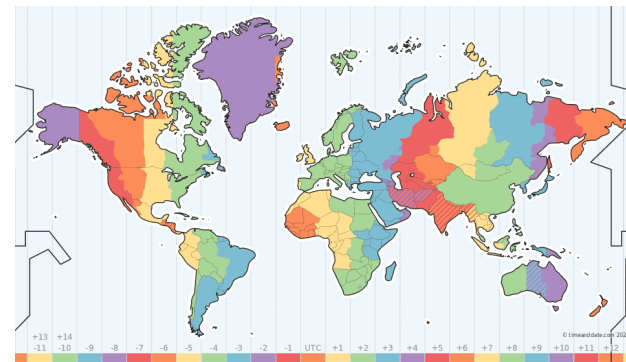 © timeanddate.com 202
+13 +14
-11 -10 -9 -8 -7 -6 -5 -4 -3 -2 -1 UTC +1 +2 +3 +4 +5 +6 +7 +8 +9 +10 +11 +12